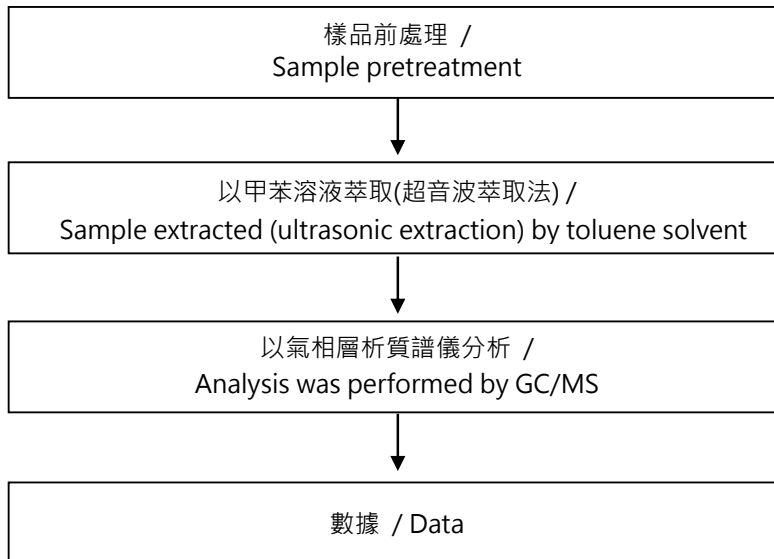 樣品前處理 /
Sample pretreatment
以甲苯溶液萃取(超音波萃取法) /
Sample extracted (ultrasonic extraction) by toluene solvent
以氣相層析質譜儀分析 /
Analysis was performed by GC/MS
數據 / Data